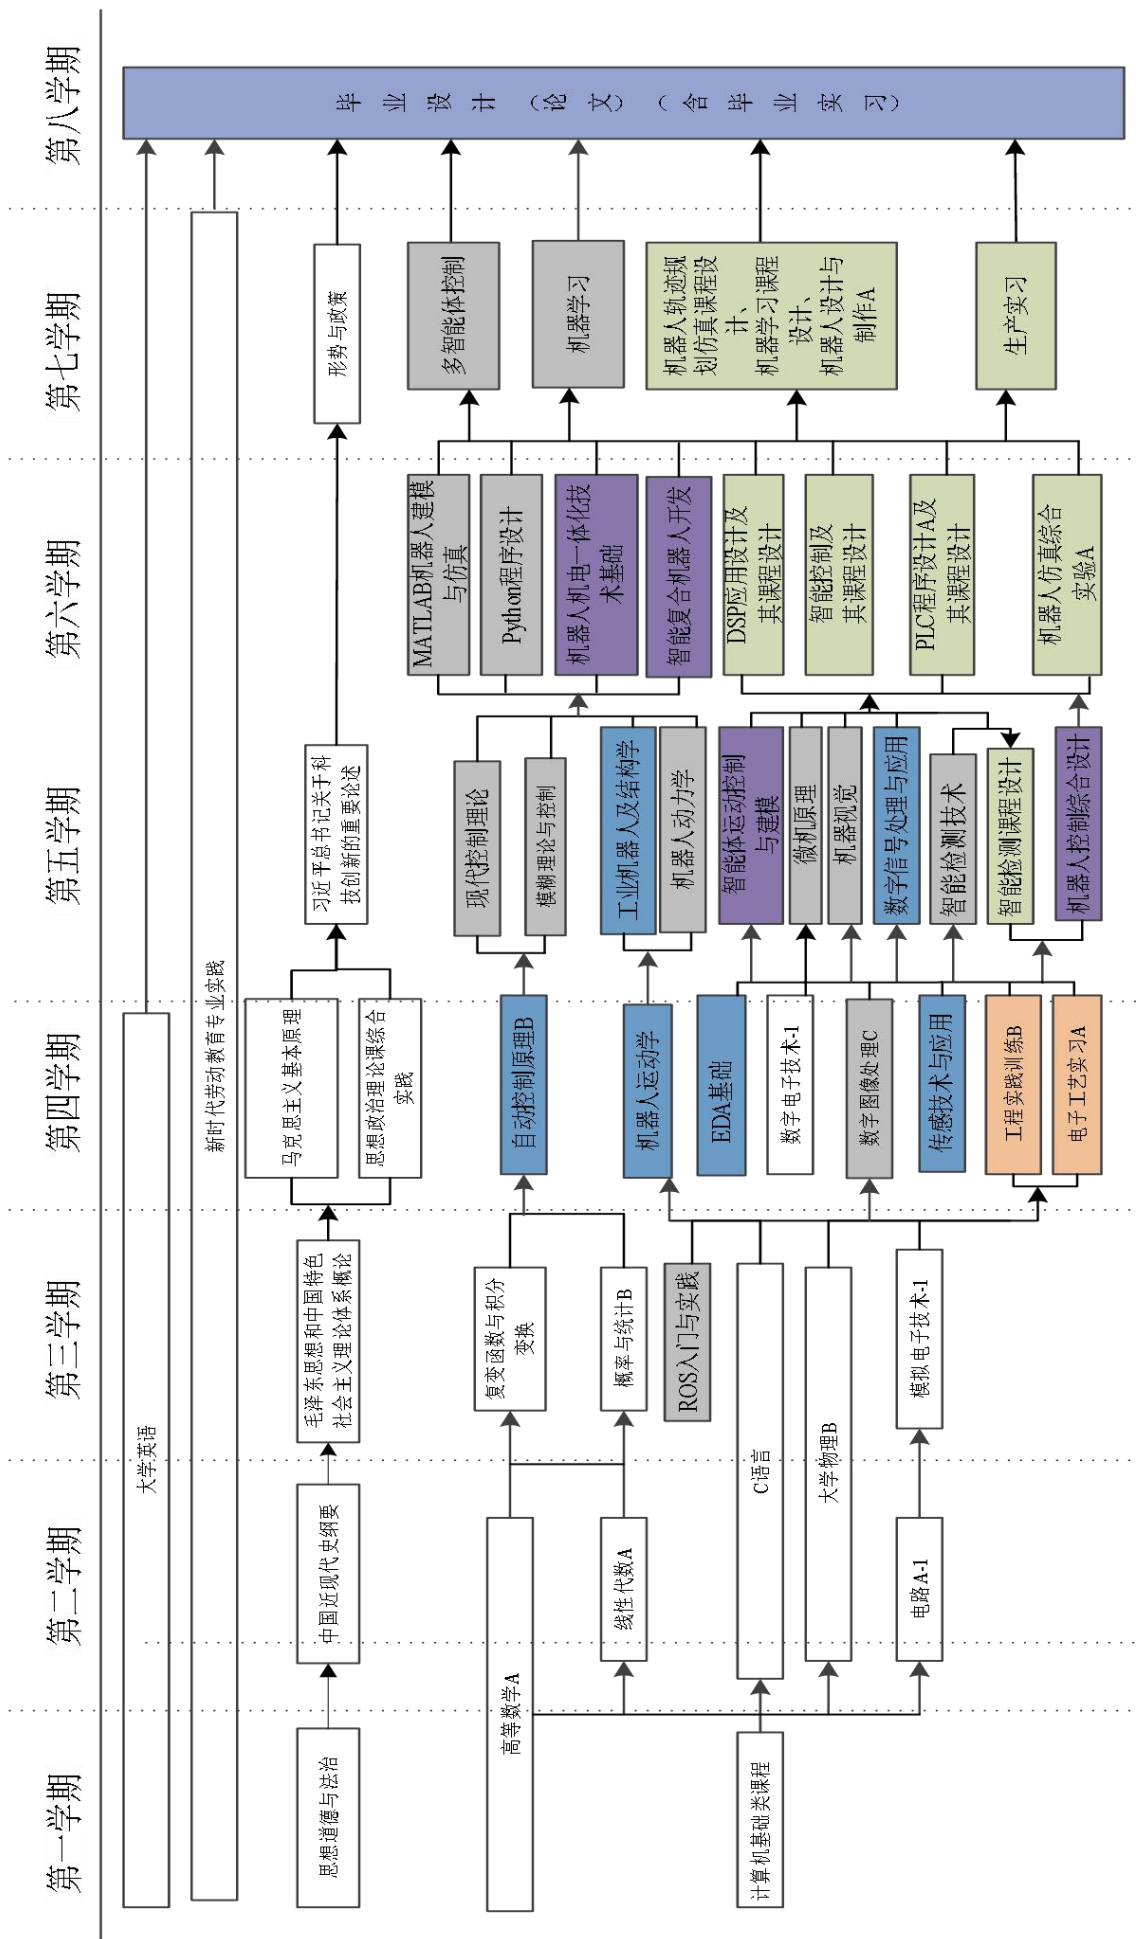 第一学期
第二学期
第三学期
第四学期
第五学期
第六学期
第七学期
第八学期
大学英语
新时代劳动教育专业实践
思想道德与法治
中国近现代史纲要
毛泽东思想和中国特色
社会主义理论体系概论
马克思主义基本原理
思想政治理论课综合
实践
习近平总书记关于科
技创新的重要论述
形势与政策
高等数学A
计算机基础类课程
线性代数A
C语言
大学物理B
电路A-1
复变函数与积分
变换
概率与统计B
ROS入门与实践
模拟电子技术-1
自动控制原理B
机器人运动学
EDA基础
数字电子技术-1
数字图像处理C
传感技术与应用
工程实践训练B
电子工艺实习A
现代控制理论
模糊理论与控制
工业机器人及结构学
机器人动力学
智能体运动控制
与建模
微机原理
机器视觉
数字信号处理与应用
智能检测技术
智能检测课程设计
机器人控制综合设计
MATLAB机器人建模
与仿真
Python程序设计
机器人机电一体化技
术基础
智能复合机器人开发
DSP应用设计及
其课程设计
智能控制及
其课程设计
PLC程序设计A及
其课程设计
机器人仿真综合
实验A
多智能体控制
机器学习
机器人轨迹规
划仿真课程设
计、
机器学习课程
设计、
机器人设计与
制作A
生产实习
毕业设计（论文）（含毕业实习）